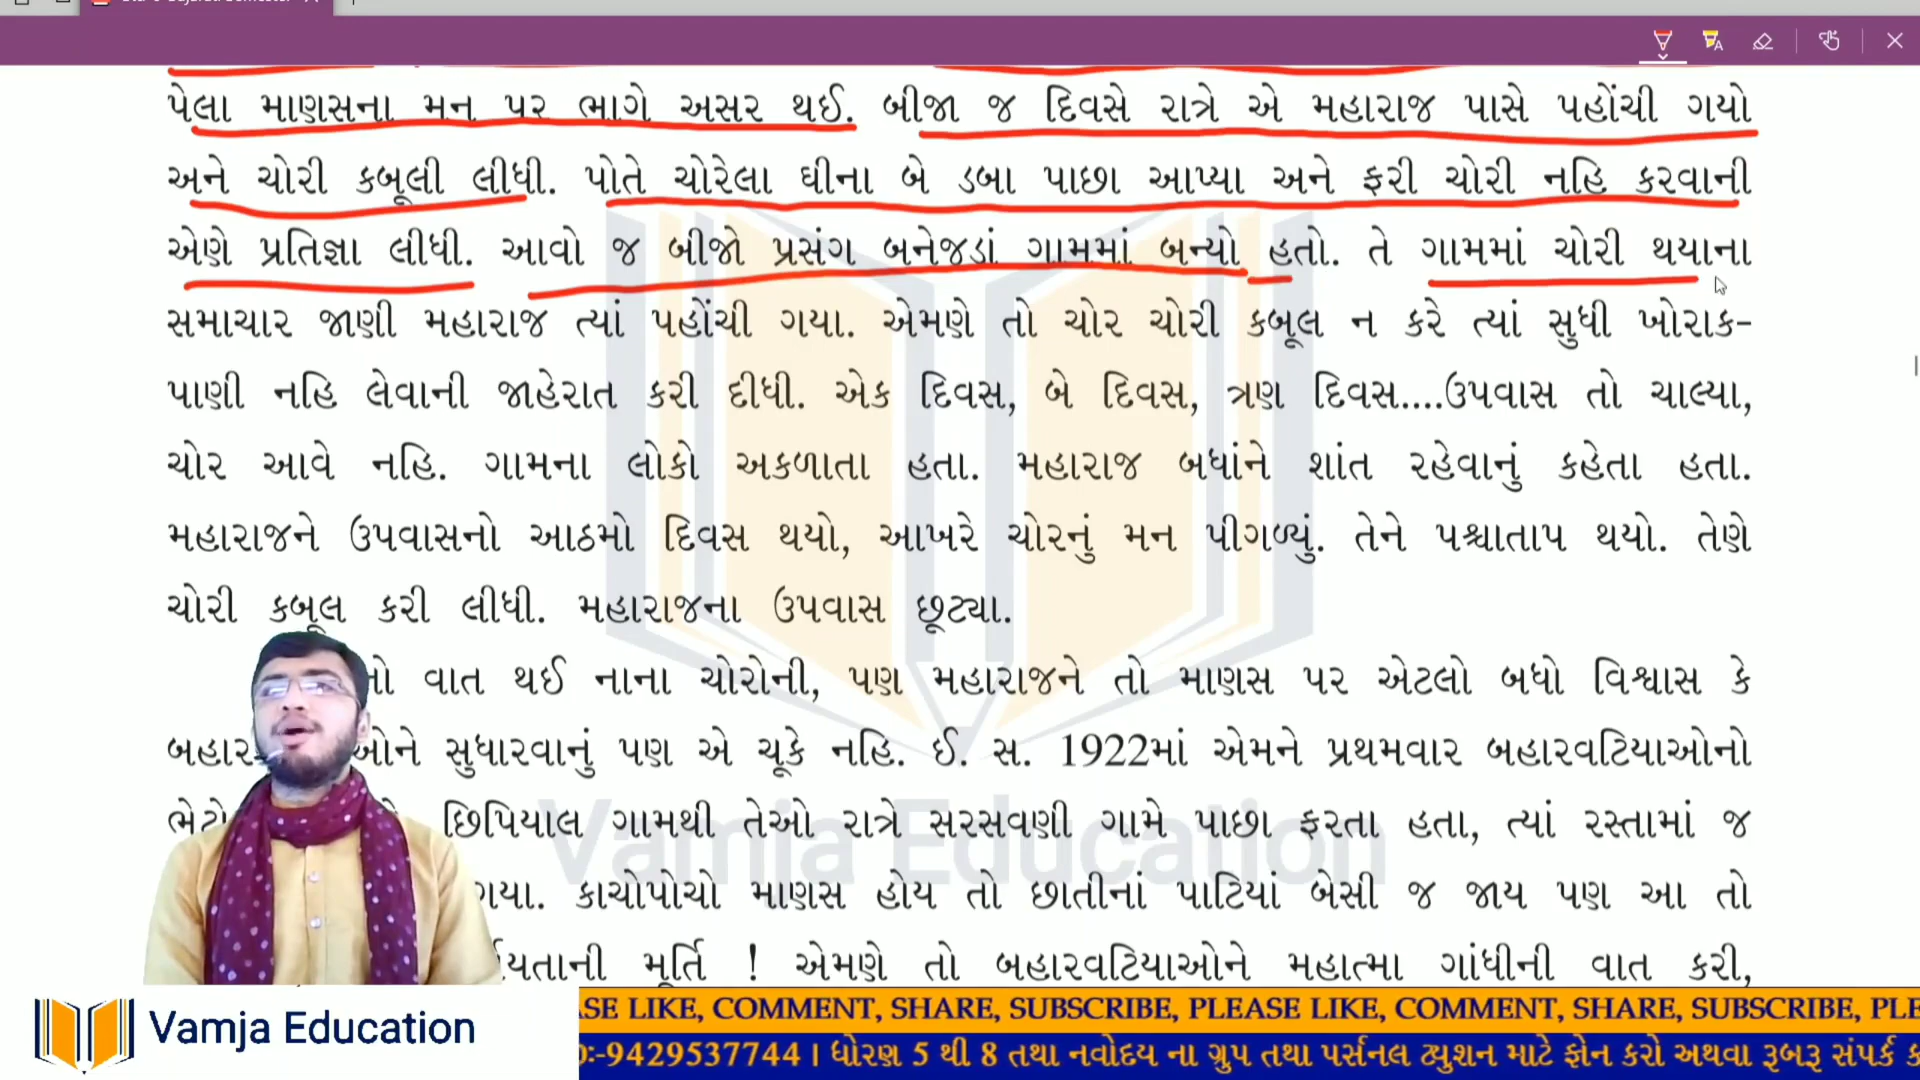 પેલા માણસના મન પર ભાગે અસર થઈ. બીજા જ દિવસે રાત્રે એ મહારાજ પાસે પહોંચી ગયો
અને ચોરી કબૂલી લીધી. પોતે ચોરેલા ઘીના બે ડબા પાછા આપ્યા અને ફરી ચોરી નહિ કરવાની
એણે પ્રતિજ્ઞા લીધી. આવો જ બીજો પ્રસંગ બનેજડાં ગામમાં બન્યો હતો. તે ગામમાં ચોરી થયાના
સમાચાર જાણી મહારાજ ત્યાં પહોંચી ગયા. એમણે તો ચોર ચોરી કબૂલ ન કરે ત્યાં સુધી ખોરાક-
પાણી નહિ લેવાની જાહેરાત કરી દીધી. એક દિવસ, બે દિવસ, ત્રણ દિવસ....ઉપવાસ તો ચાલ્યા,
ચોર આવે નહિ. ગામના લોકો અકળાતા હતા. મહારાજ બધાંને શાંત રહેવાનું કહેતા હતા.
મહારાજને ઉપવાસનો આઠમો દિવસ થયો, આખરે ચોરનું મન પીગળ્યું. તેને પશ્ચાતાપ થયો. તેણે
ચોરી કબૂલ કરી લીધી. મહારાજના ઉપવાસ છૂટ્યા.
વાત થઈ નાના ચોરોની, પણ મહારાજને તો માણસ પર એટલો બધો વિશ્વાસ કે
સુધારવાનું પણ એ ચૂકે નહિ. ઈ. સ. 1922માં એમને પ્રથમવાર બહારવટિયાઓનો
છિપિયાલ ગામથી તેઓ રાત્રે સરસવણી ગામે પાછા ફરતા હતા, ત્યાં રસ્તામાં જ
ગયા. કાચોપોચો માણસ હોય તો છાતીનાં પાટિયાં બેસી જ જાય પણ આ તો
મૂર્તિ ! એમણે તો બહારવટિયાઓને મહાત્મા ગાંધીની વાત કરી,
Vamja Education
Vamja Education
LIKE, COMMENT, SHARE, SUBSCRIBE, PLEASE LIKE, COMMENT, SHARE, SUBSCRIBE,
-9429537744 । ધોરણ 5 થી 8 તથા નવોદય ના ગ્રુપ તથા પર્સનલ ટ્યુશન માટે ફોન કરો અથવા રૂબરૂ સંપર્ક